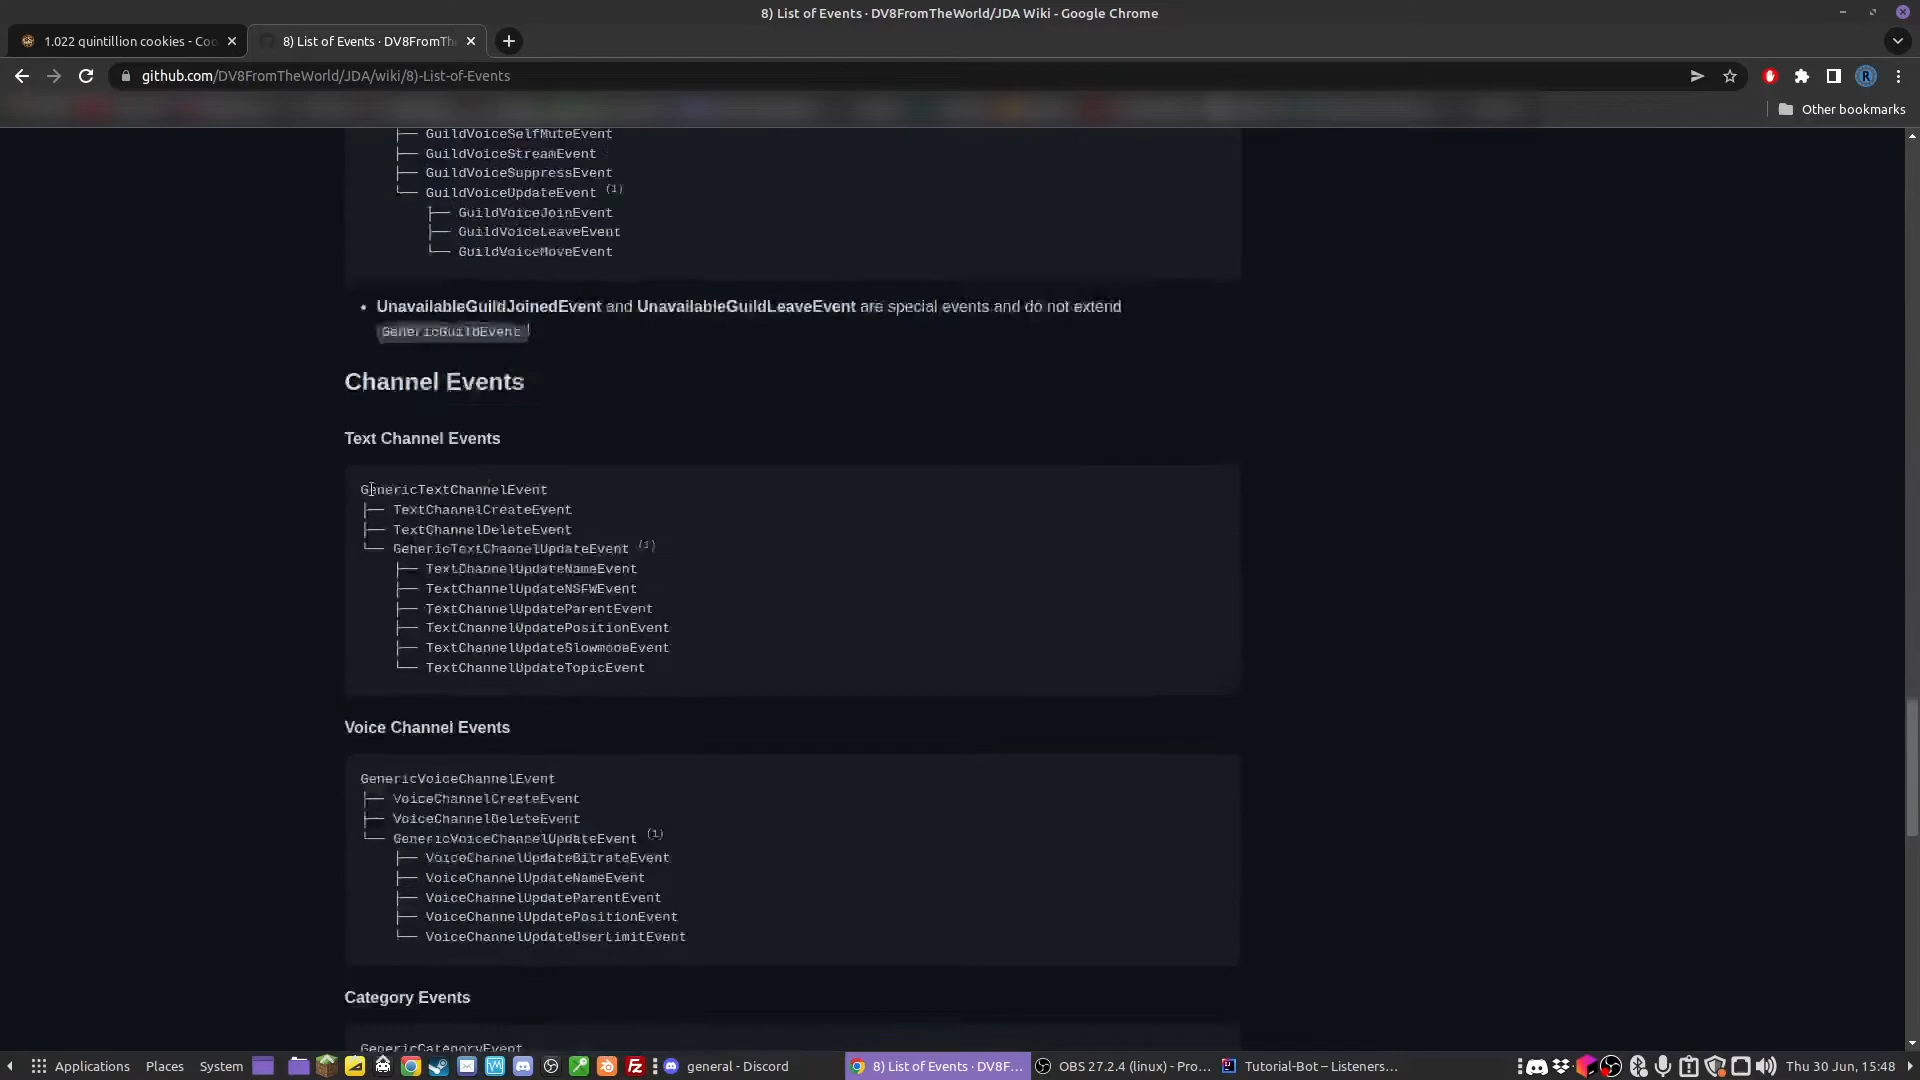 8) List of Events · DV8FromTheWorld/JDA Wiki - Google Chrome
1.022 quintillion cookies - Coo
8) List of Events · DV8FromThe
github.com/DV8FromTheWorld/JDA/wiki/8)-List-of-Events
R
Other bookmarks
├── GuildVoiceSelfMuteEvent
├── GuildVoiceStreamEvent
├── GuildVoiceSuppressEvent
└── GuildVoiceUpdateEvent (1)
├── GuildVoiceJoinEvent
├── GuildVoiceLeaveEvent
└── GuildVoiceMoveEvent
• UnavailableGuildJoinedEvent and UnavailableGuildLeaveEvent are special events and do not extend
GenericGuildEvent !
Channel Events
Text Channel Events
GenericTextChannelEvent
├── TextChannelCreateEvent
├── TextChannelDeleteEvent
└── GenericTextChannelUpdateEvent (1)
├── TextChannelUpdateNameEvent
├── TextChannelUpdateNSFWEvent
├── TextChannelUpdateParentEvent
├── TextChannelUpdatePositionEvent
├── TextChannelUpdateSlowmodeEvent
└── TextChannelUpdateTopicEvent
Voice Channel Events
GenericVoiceChannelEvent
├── VoiceChannelCreateEvent
├── VoiceChannelDeleteEvent
└── GenericVoiceChannelUpdateEvent (1)
├── VoiceChannelUpdateBitrateEvent
├── VoiceChannelUpdateNameEvent
├── VoiceChannelUpdateParentEvent
├── VoiceChannelUpdatePositionEvent
└── VoiceChannelUpdateUserLimitEvent
Category Events
GenericCategoryEvent
Applications Places System general - Discord 8) List of Events · DV8F... OBS 27.2.4 (linux) - Pro... Tutorial-Bot – Listeners... Thu 30 Jun, 15:48